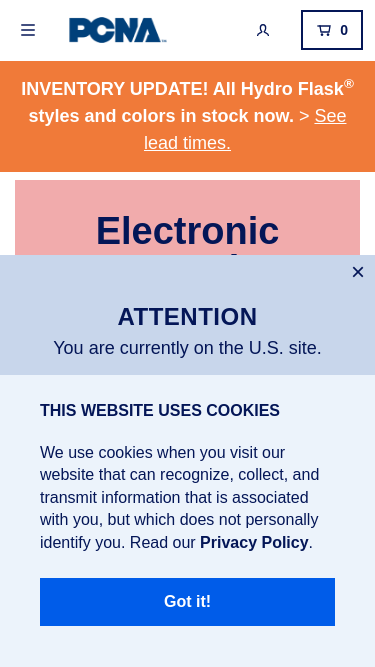 PCNA
0
INVENTORY UPDATE! All Hydro Flask®
styles and colors in stock now. > See
lead times.
Electronic
ATTENTION
You are currently on the U.S. site.
THIS WEBSITE USES COOKIES
We use cookies when you visit our
website that can recognize, collect, and
transmit information that is associated
with you, but which does not personally
identify you. Read our Privacy Policy.
Got it!